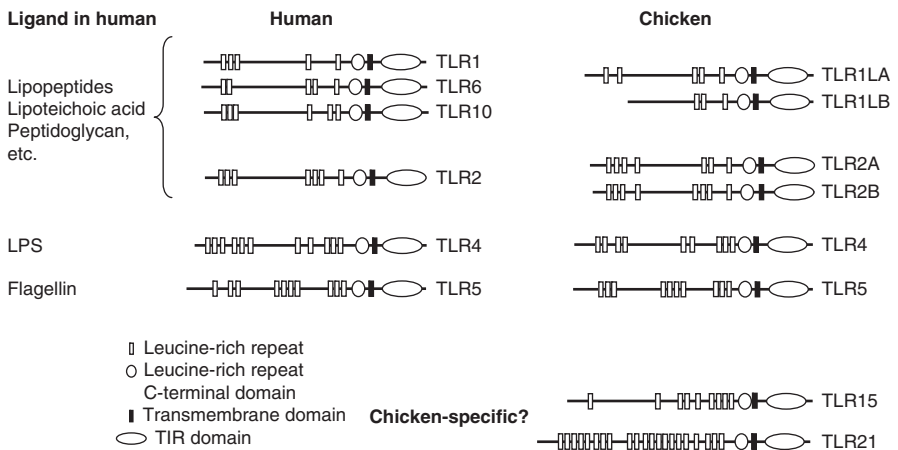 Ligand in human Human Chicken
Lipopeptides
Lipoteichoic acid
Peptidoglycan,
etc.
TLR1
TLR6
TLR10
TLR2
TLR1LA
TLR1LB
TLR2A
TLR2B
LPS TLR4 TLR4
Flagellin TLR5 TLR5
Leucine-rich repeat
Leucine-rich repeat
C-terminal domain
Transmembrane domain
TIR domain
Chicken-specific?
TLR15
TLR21